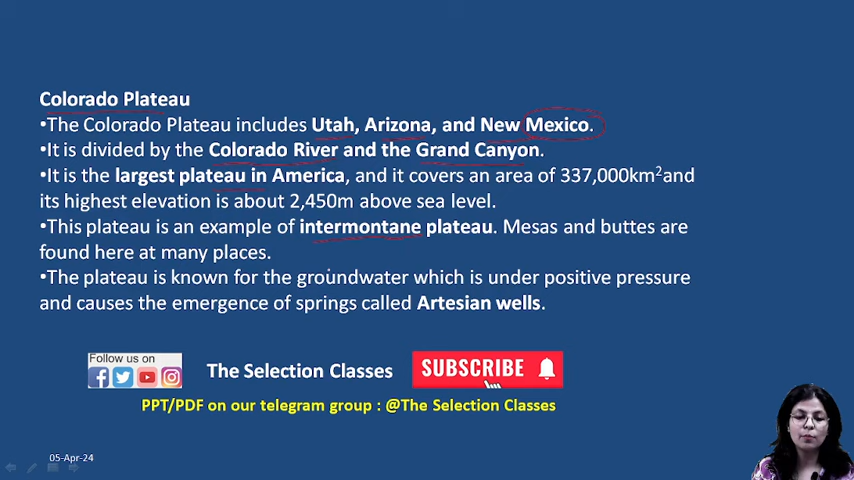 Colorado Plateau
•The Colorado Plateau includes Utah, Arizona, and New Mexico.
•It is divided by the Colorado River and the Grand Canyon.
•It is the largest plateau in America, and it covers an area of 337,000km²and
its highest elevation is about 2,450m above sea level.
•This plateau is an example of intermontane plateau. Mesas and buttes are
found here at many places.
•The plateau is known for the groundwater which is under positive pressure
and causes the emergence of springs called Artesian wells.
Follow us on
The Selection Classes
SUBSCRIBE
PPT/PDF on our telegram group : @The Selection Classes
05-Apr-24